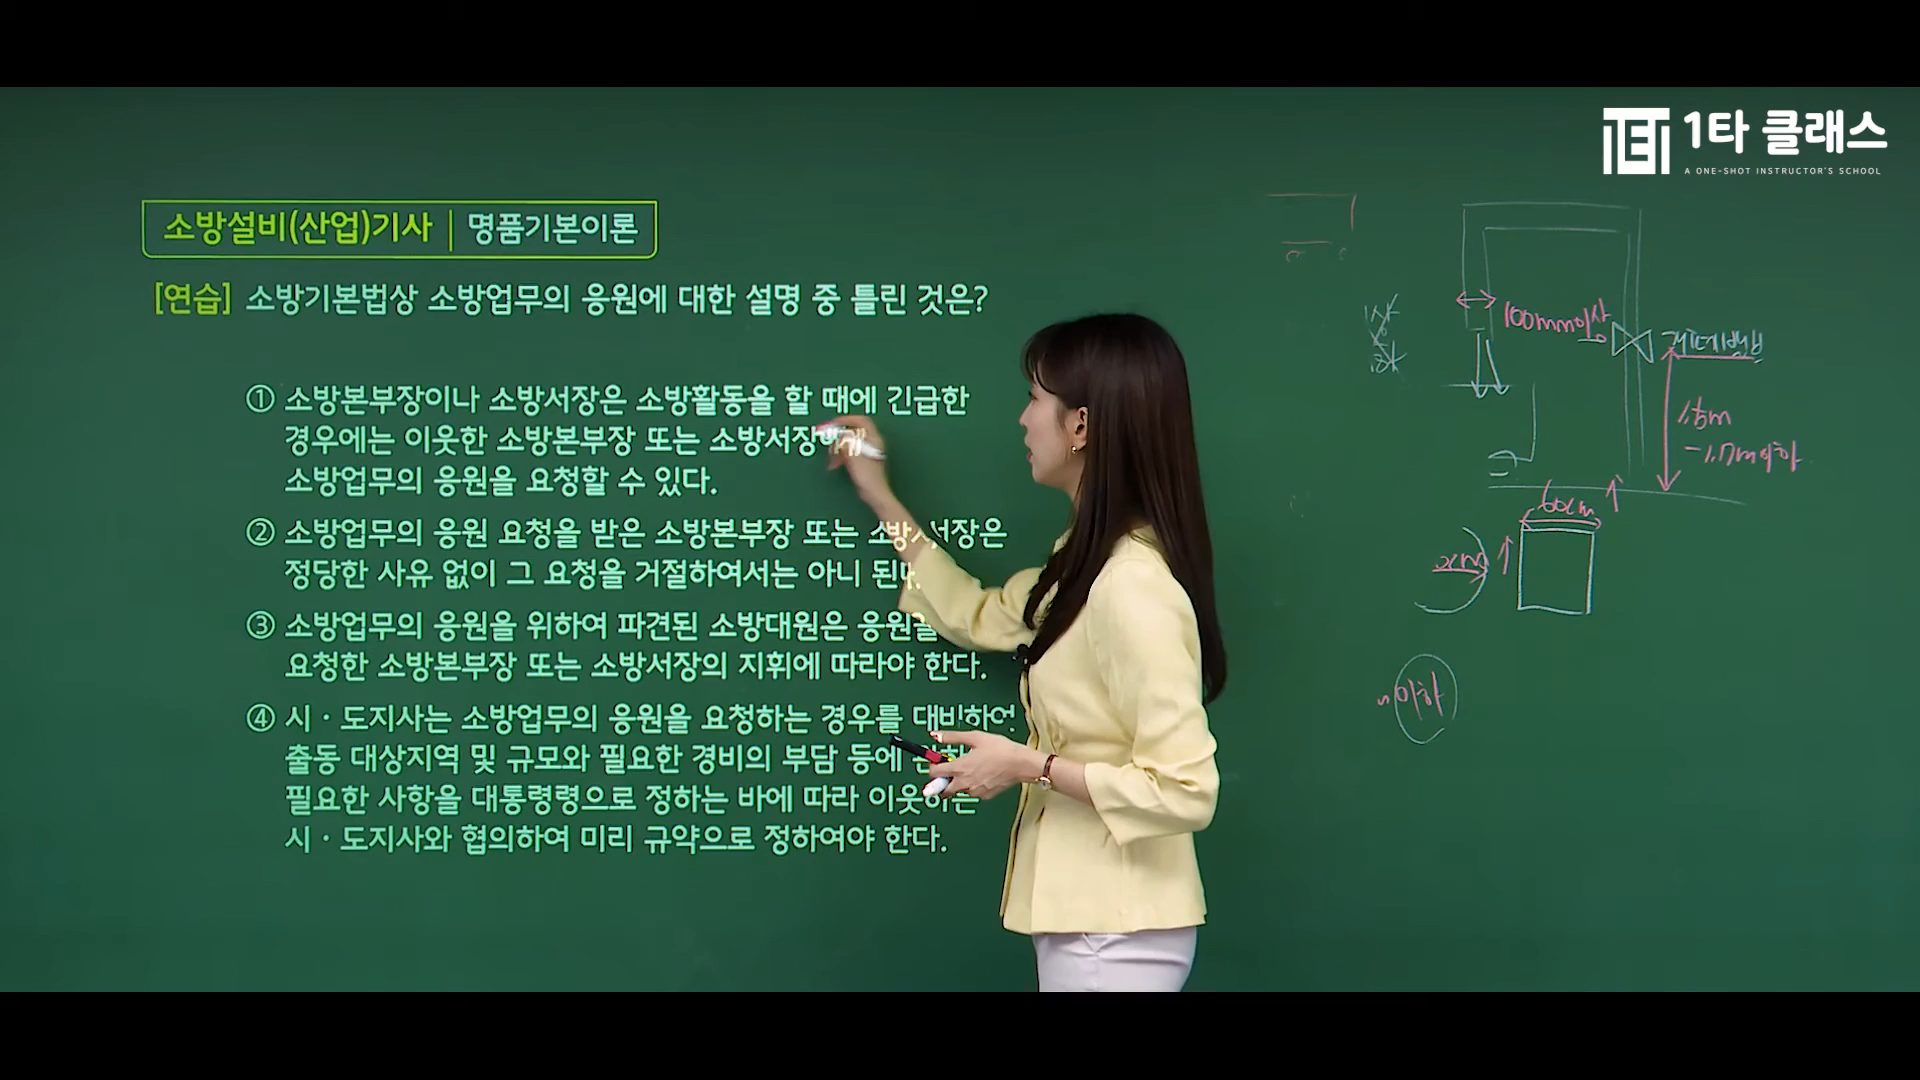 1타 클래스
A ONE-SHOT INSTRUCTOR'S SCHOOL
소방설비(산업)기사 | 명품기본이론
[연습] 소방기본법상 소방업무의 응원에 대한 설명 중 틀린 것은?
① 소방본부장이나 소방서장은 소방활동을 할 때에 긴급한
경우에는 이웃한 소방본부장 또는 소방서장에게
소방업무의 응원을 요청할 수 있다.
② 소방업무의 응원 요청을 받은 소방본부장 또는 소방서장은
정당한 사유 없이 그 요청을 거절하여서는 아니 된다.
③ 소방업무의 응원을 위하여 파견된 소방대원은 응원을
요청한 소방본부장 또는 소방서장의 지휘에 따라야 한다.
④ 시·도지사는 소방업무의 응원을 요청하는 경우를 대비하여
출동 대상지역 및 규모와 필요한 경비의 부담 등에
필요한 사항을 대통령령으로 정하는 바에 따라 이웃하는
시·도지사와 협의하여 미리 규약으로 정하여야 한다.
100mm이상
개폐밸브
1.5m
-1.7m이하
60cm
이하